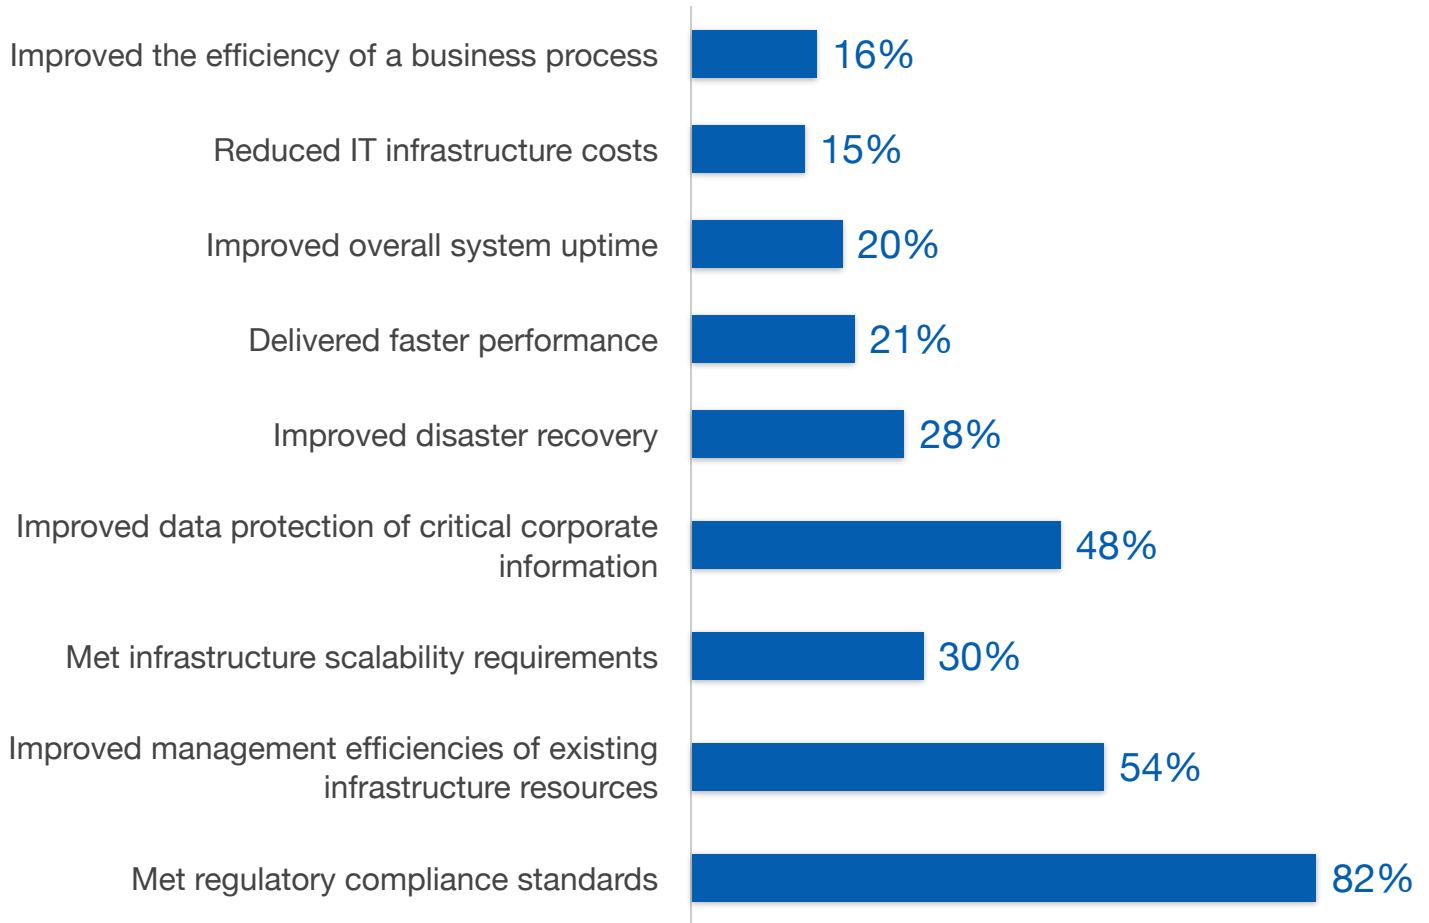 Improved the efficiency of a business process 16%
Reduced IT infrastructure costs 15%
Improved overall system uptime 20%
Delivered faster performance 21%
Improved disaster recovery 28%
Improved data protection of critical corporate
information 48%
Met infrastructure scalability requirements 30%
Improved management efficiencies of existing
infrastructure resources 54%
Met regulatory compliance standards 82%